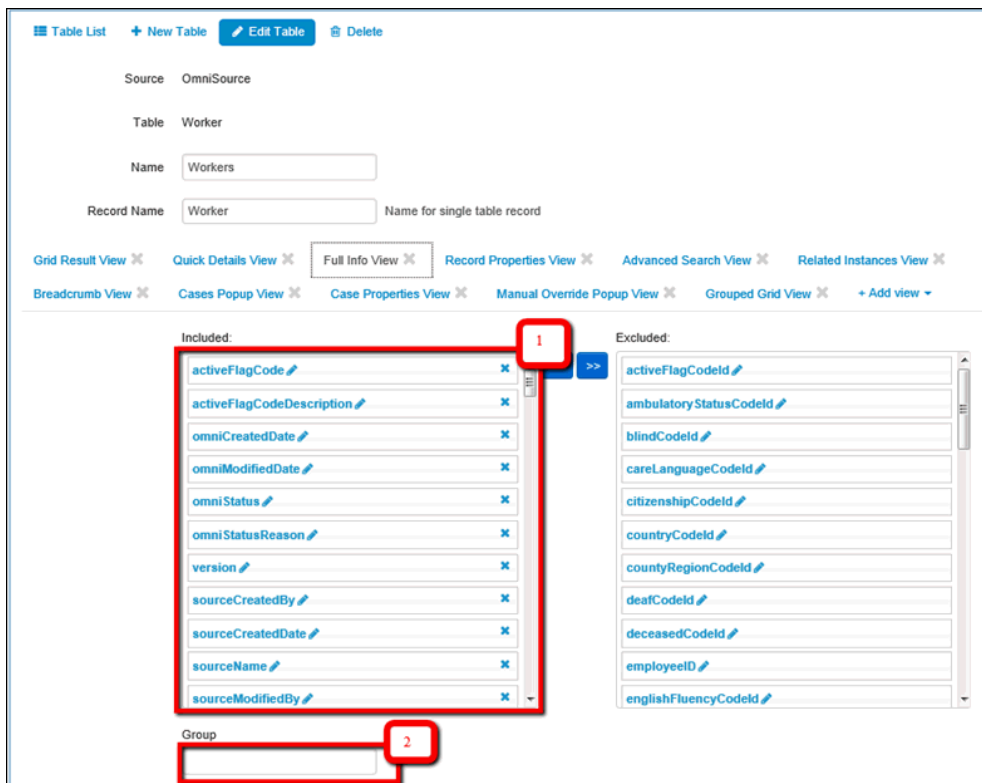 Table List + New Table Edit Table Delete
Source OmniSource
Table Worker
Name Workers
Record Name Worker Name for single table record
Grid Result View Quick Details View Full Info View Record Properties View Advanced Search View Related Instances View
Breadcrumb View Cases Popup View Case Properties View Manual Override Popup View Grouped Grid View + Add view
Included: 1 Excluded:
>>
activeFlagCode activeFlagCodeId
activeFlagCodeDescription ambulatoryStatusCodeId
omniCreatedDate blindCodeId
omniModifiedDate careLanguageCodeId
omniStatus citizenshipCodeId
omniStatusReason countryCodeId
version countyRegionCodeId
sourceCreatedBy deafCodeId
sourceCreatedDate deceasedCodeId
sourceName employeeID
sourceModifiedBy englishFluencyCodeId
Group 2